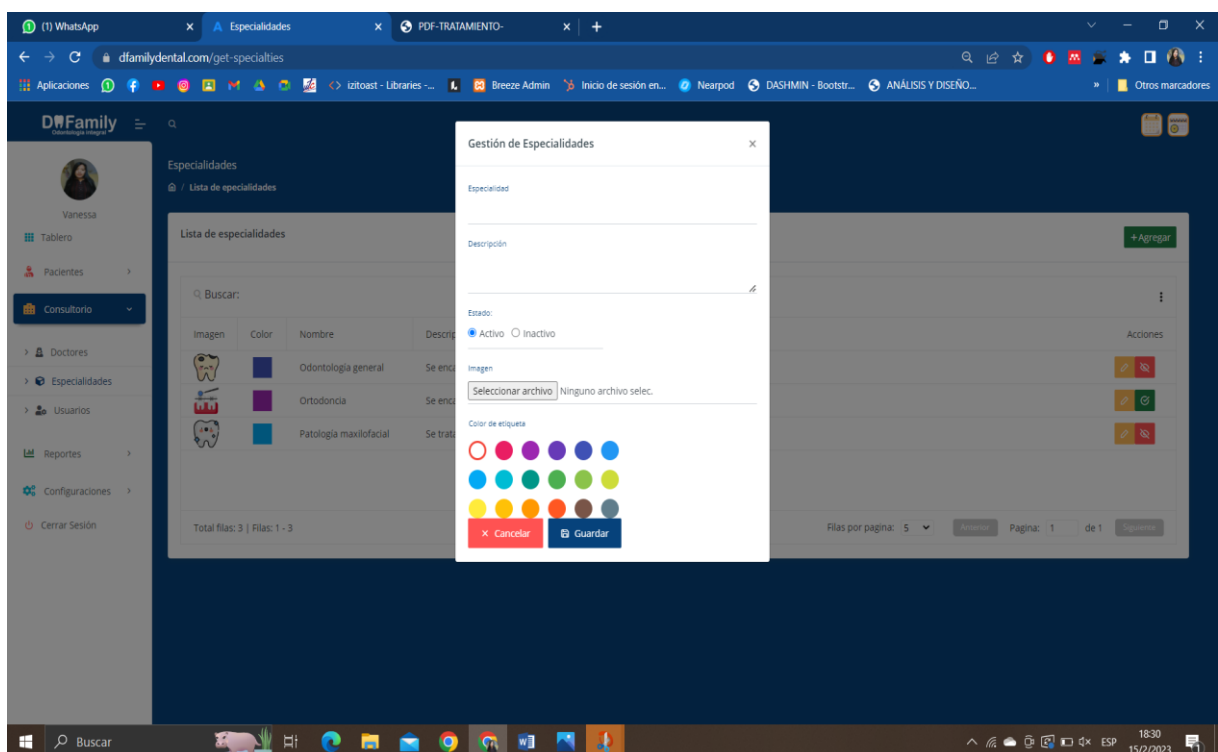 (1) WhatsApp
Especialidades
PDF-TRATAMIENTO-
dfamilydental.com/get-specialties
Aplicaciones
izitoast - Libraries -...
Breeze Admin
Inicio de sesión en...
Nearpod
DASHMIN - Bootstr...
ANÁLISIS Y DISEÑO...
»
Otros marcadores
D Family
Odontología Integral
Vanessa
Tablero
Pacientes
Consultorio
Doctores
Especialidades
Usuarios
Reportes
Configuraciones
Cerrar Sesión
Especialidades
/ Lista de epecialidades
Lista de especialidades
+Agregar
Buscar:
Imagen Color Nombre Descrip Acciones
Odontología general Se enca
Ortodoncia Se enca
Patología maxilofacial Se trata
Total filas: 3 | Filas: 1 - 3
Filas por pagina: 5 Anterior Pagina: 1 de 1 Siguiente
Gestión de Especialidades ×
Especialidad
Descripción
Estado:
Activo Inactivo
Imagen
Seleccionar archivo Ninguno archivo selec.
Color de etiqueta
× Cancelar Guardar
Buscar
ESP
18:30
15/2/2023